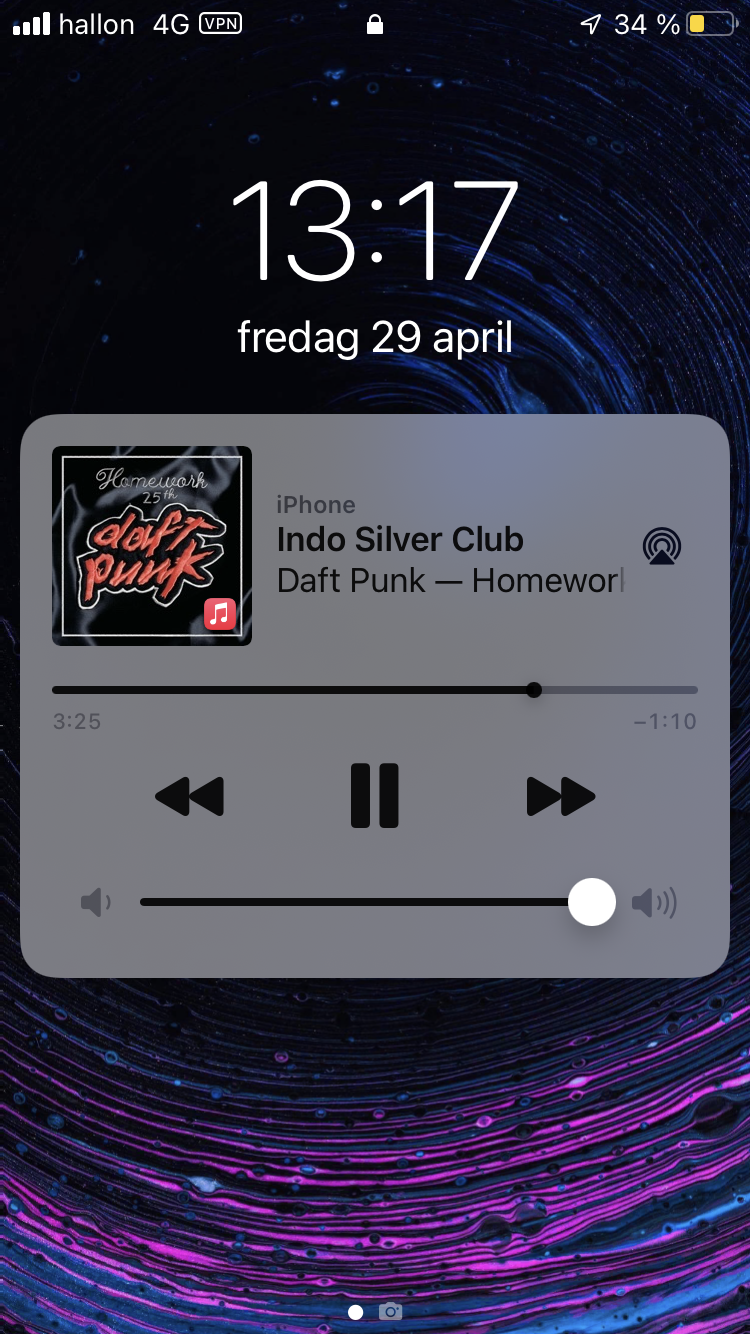 hallon 4G VPN 34 %
13:17
fredag 29 april
Homework
25th
daft
punk
iPhone
Indo Silver Club
Daft Punk — Homewor
3:25 −1:10